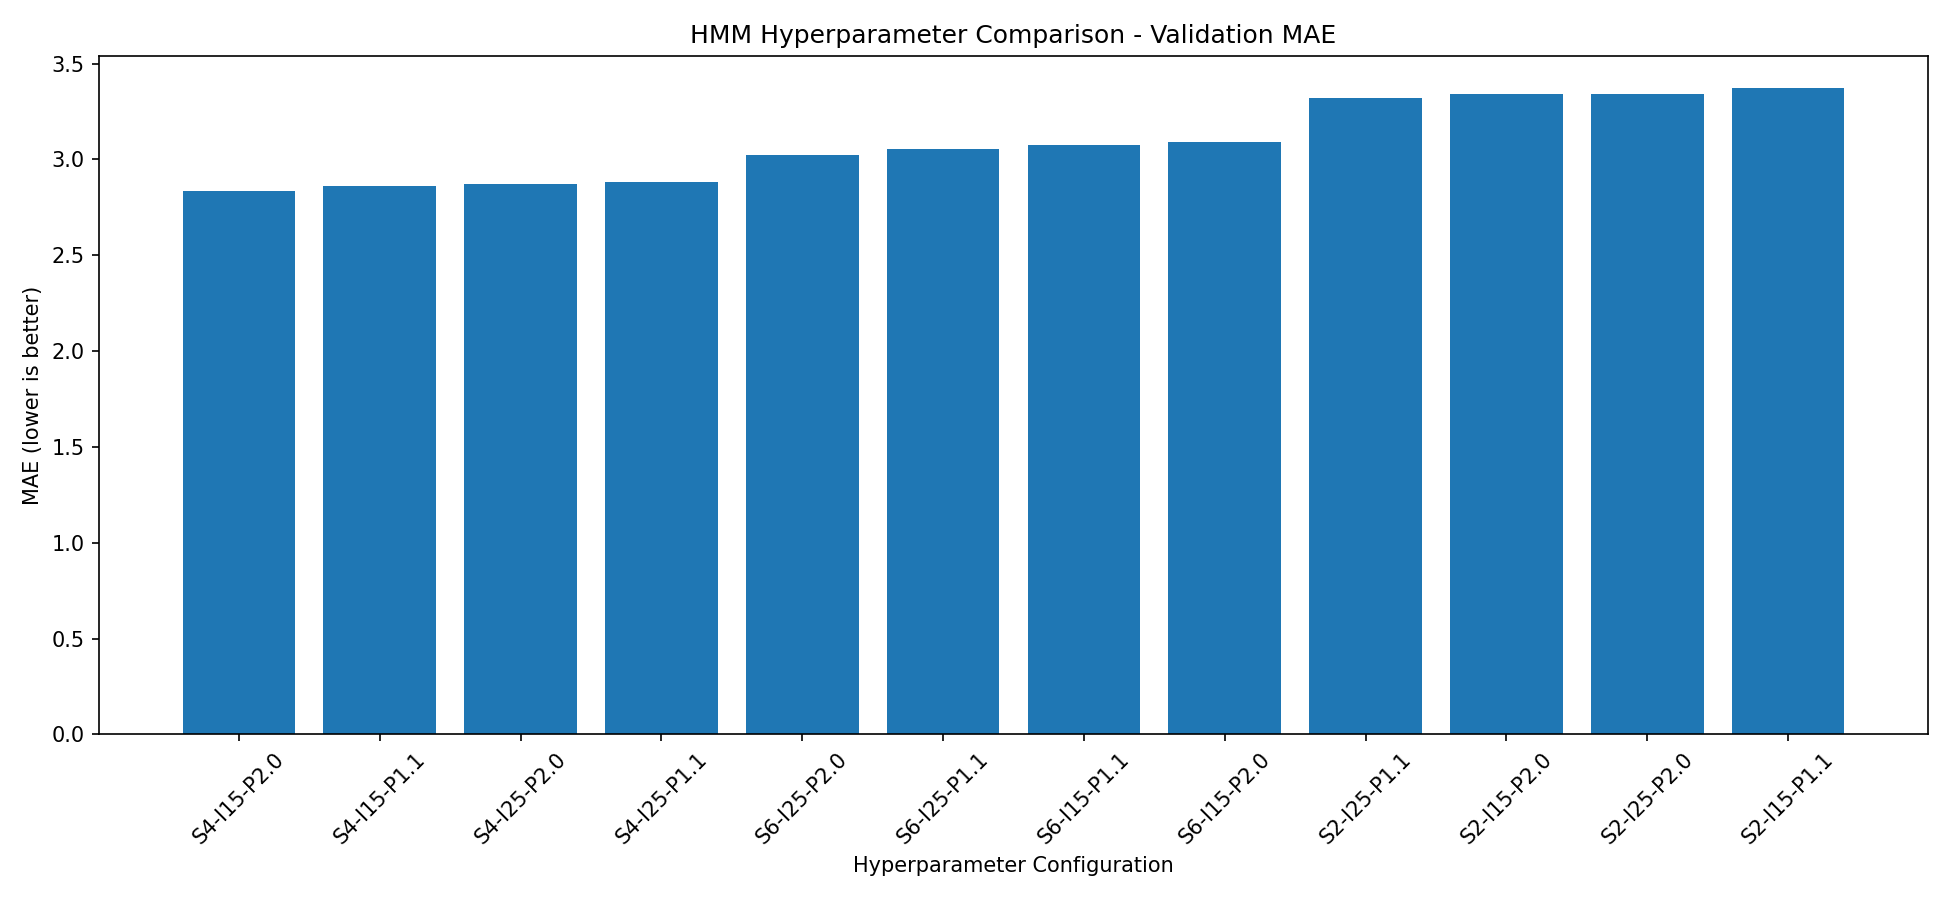 HMM Hyperparameter Comparison - Validation MAE
MAE (lower is better)
3.5
3.0
2.5
2.0
1.5
1.0
0.5
0.0
S4-I15-P2.0
S4-I15-P1.1
S4-I25-P2.0
S4-I25-P1.1
S6-I25-P2.0
S6-I25-P1.1
S6-I15-P1.1
S6-I15-P2.0
S2-I25-P1.1
S2-I15-P2.0
S2-I25-P2.0
S2-I15-P1.1
Hyperparameter Configuration